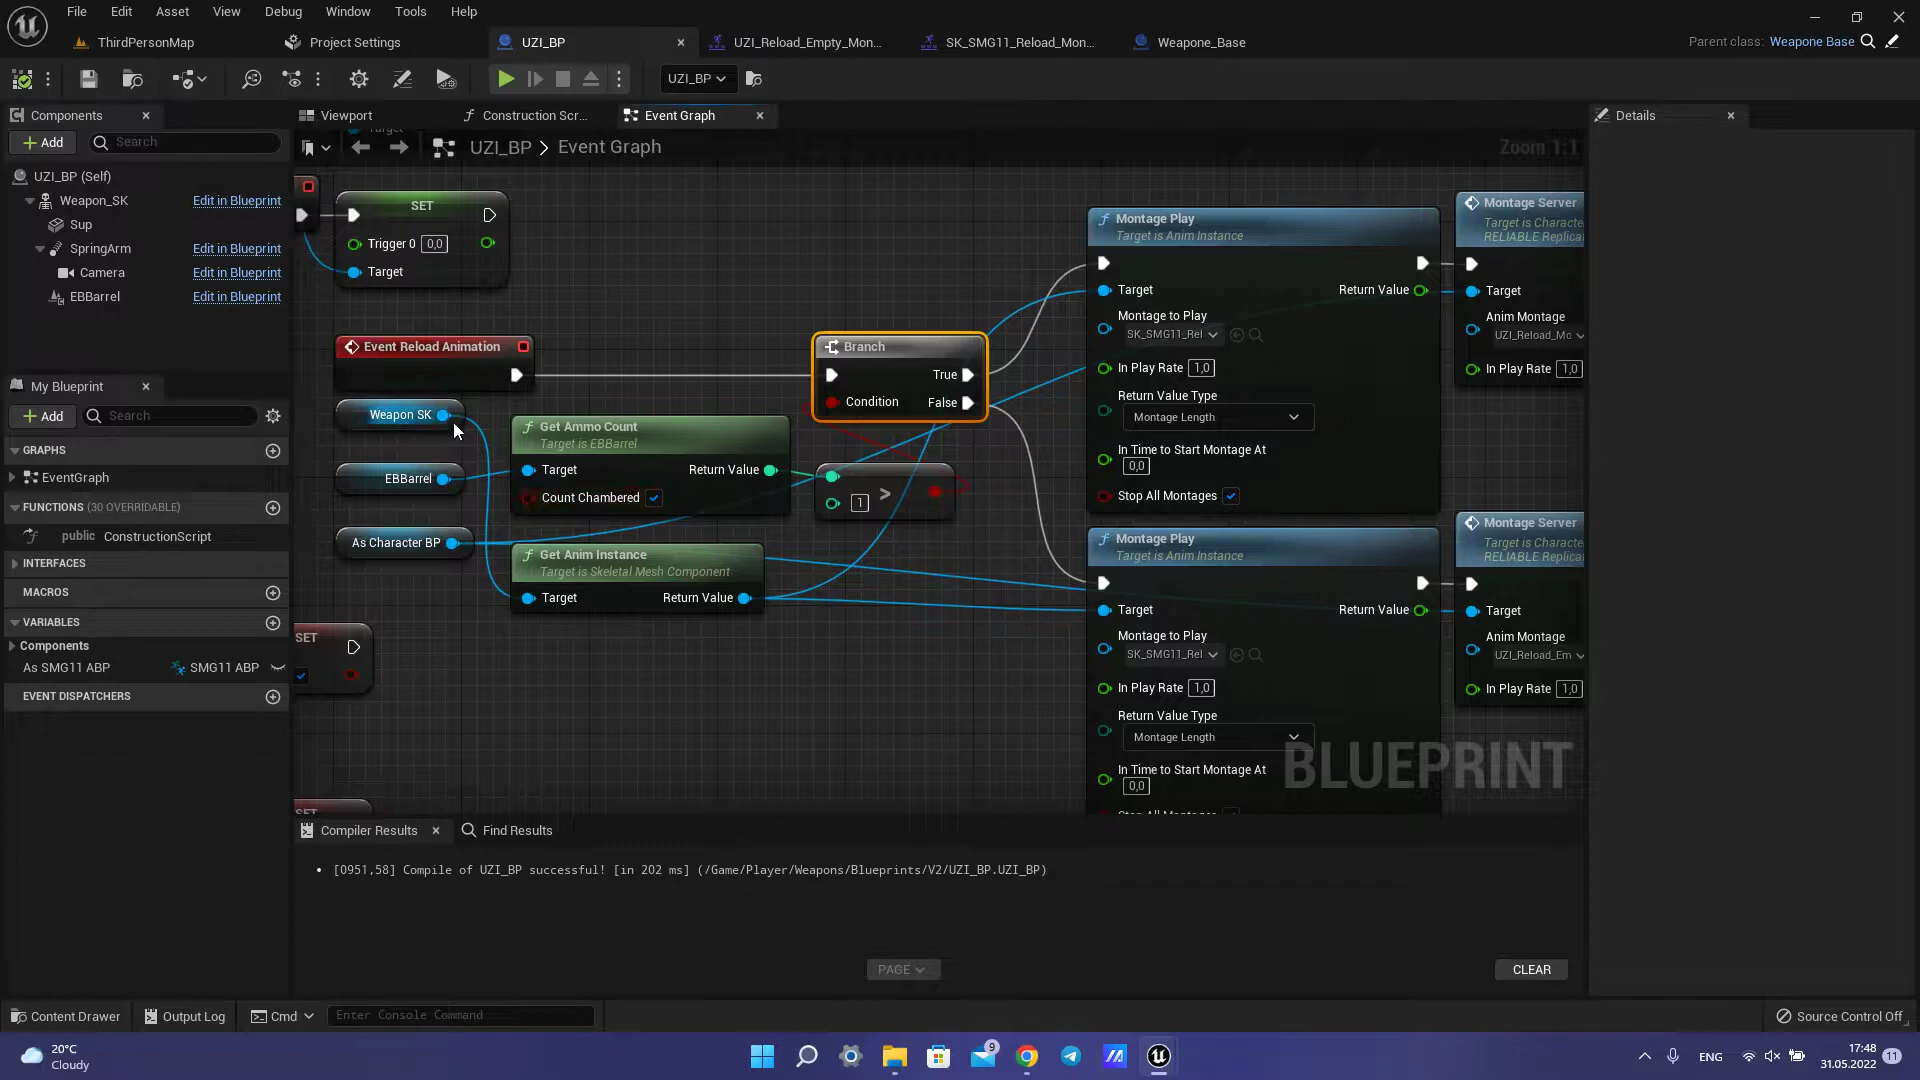 File Edit Asset View Debug Window Tools Help
ThirdPersonMap Project Settings UZI_BP UZI_Reload_Empty_Mon... SK_SMG11_Reload_Mon... Weapone_Base Parent class: Weapone Base
UZI_BP
Components Viewport Construction Scr... Event Graph Details
Add Search
UZI_BP > Event Graph Zoom 1:1
UZI_BP (Self)
Weapon_SK Edit in Blueprint
Sup
SpringArm Edit in Blueprint
Camera Edit in Blueprint
EBBarrel Edit in Blueprint
My Blueprint
Add Search
GRAPHS
EventGraph
FUNCTIONS (30 OVERRIDABLE)
public ConstructionScript
INTERFACES
MACROS
VARIABLES
Components
As SMG11 ABP SMG11 ABP
EVENT DISPATCHERS
SET
Trigger 0 0,0
Target
Event Reload Animation
Weapon SK
EBBarrel
As Character BP
Get Ammo Count
Target is EBBarrel
Target Return Value
Count Chambered
Get Anim Instance
Target is Skeletal Mesh Component
Target Return Value
Branch
True
Condition False
1 >
SET
SET
Montage Play
Target is Anim Instance
Target Return Value
Montage to Play
SK_SMG11_Rel
In Play Rate 1,0
Return Value Type
Montage Length
In Time to Start Montage At
0,0
Stop All Montages
Montage Play
Target is Anim Instance
Target Return Value
Montage to Play
SK_SMG11_Rel
In Play Rate 1,0
Return Value Type
Montage Length
In Time to Start Montage At
0,0
Stop All Montages
Montage Server
Target is Characte
RELIABLE Replica
Target
Anim Montage
UZI_Reload_Mo
In Play Rate 1,0
Montage Server
Target is Characte
RELIABLE Replica
Target
Anim Montage
UZI_Reload_Em
In Play Rate 1,0
BLUEPRINT
Compiler Results Find Results
[0951,58] Compile of UZI_BP successful! [in 202 ms] (/Game/Player/Weapons/Blueprints/V2/UZI_BP.UZI_BP)
PAGE CLEAR
Content Drawer Output Log Cmd Enter Console Command Source Control Off
20°C
Cloudy
9
ENG
17:48
31.05.2022
11